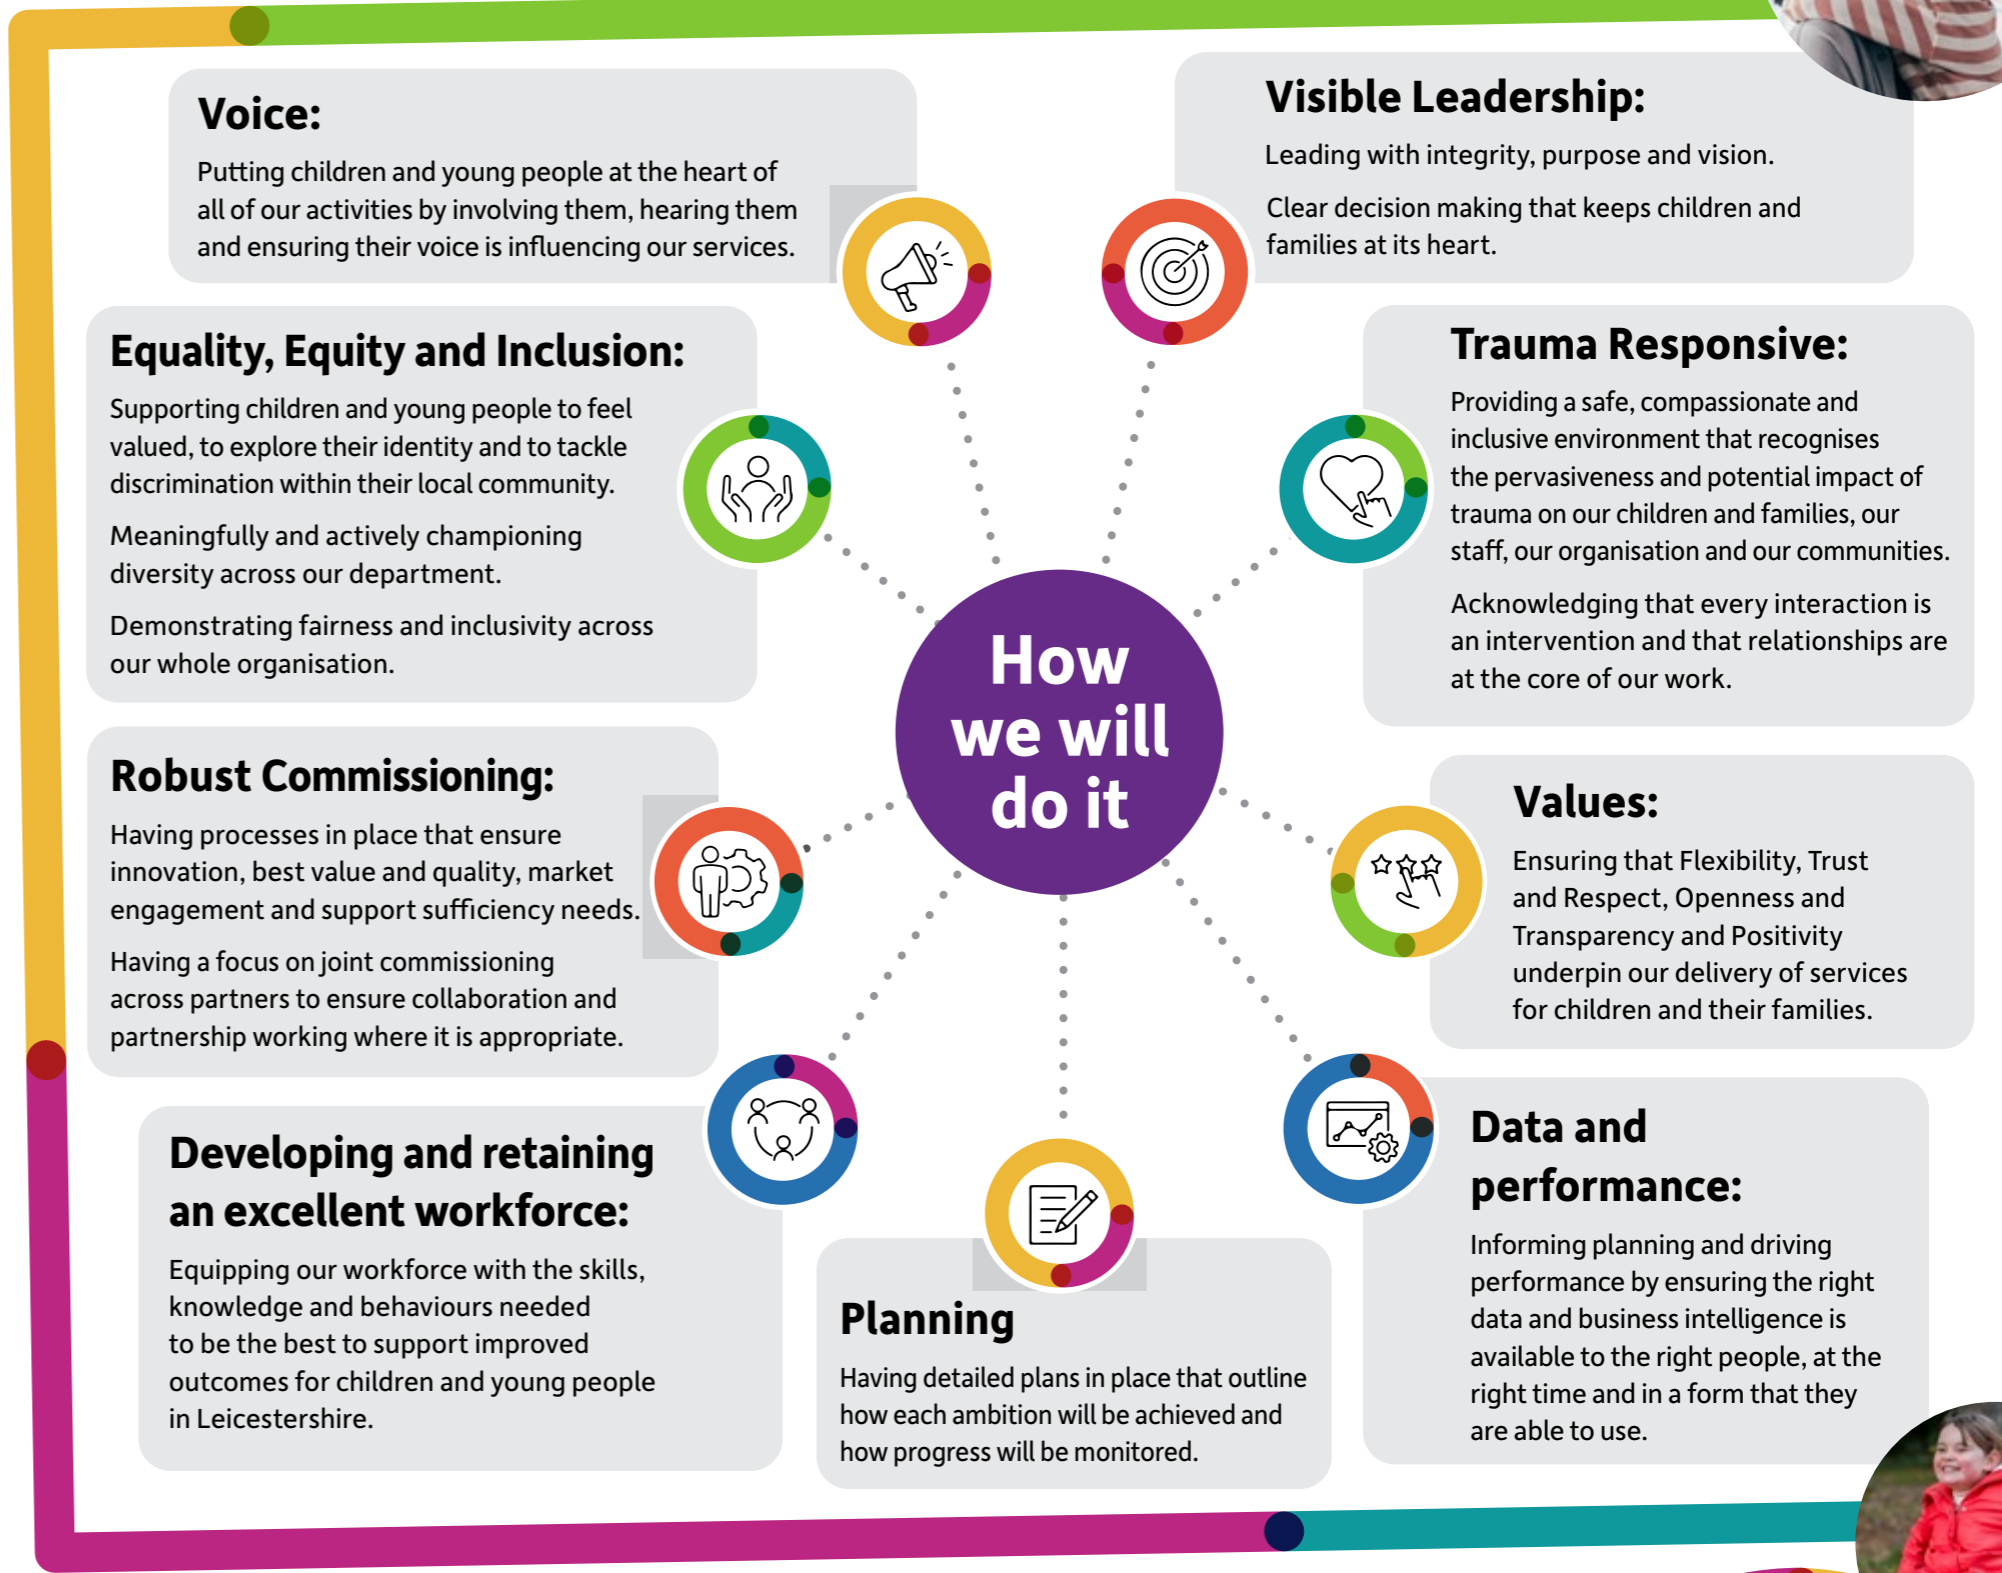 Voice:
Putting children and young people at the heart of
all of our activities by involving them, hearing them
and ensuring their voice is influencing our services.
Visible Leadership:
Leading with integrity, purpose and vision.
Clear decision making that keeps children and
families at its heart.
Equality, Equity and Inclusion:
Supporting children and young people to feel
valued, to explore their identity and to tackle
discrimination within their local community.
Meaningfully and actively championing
diversity across our department.
Demonstrating fairness and inclusivity across
our whole organisation.
Trauma Responsive:
Providing a safe, compassionate and
inclusive environment that recognises
the pervasiveness and potential impact of
trauma on our children and families, our
staff, our organisation and our communities.
Acknowledging that every interaction is
an intervention and that relationships are
at the core of our work.
How
we will
do it
Robust Commissioning:
Having processes in place that ensure
innovation, best value and quality, market
engagement and support sufficiency needs.
Having a focus on joint commissioning
across partners to ensure collaboration and
partnership working where it is appropriate.
Values:
Ensuring that Flexibility, Trust
and Respect, Openness and
Transparency and Positivity
underpin our delivery of services
for children and their families.
Developing and retaining
an excellent workforce:
Equipping our workforce with the skills,
knowledge and behaviours needed
to be the best to support improved
outcomes for children and young people
in Leicestershire.
Planning
Having detailed plans in place that outline
how each ambition will be achieved and
how progress will be monitored.
Data and
performance:
Informing planning and driving
performance by ensuring the right
data and business intelligence is
available to the right people, at the
right time and in a form that they
are able to use.